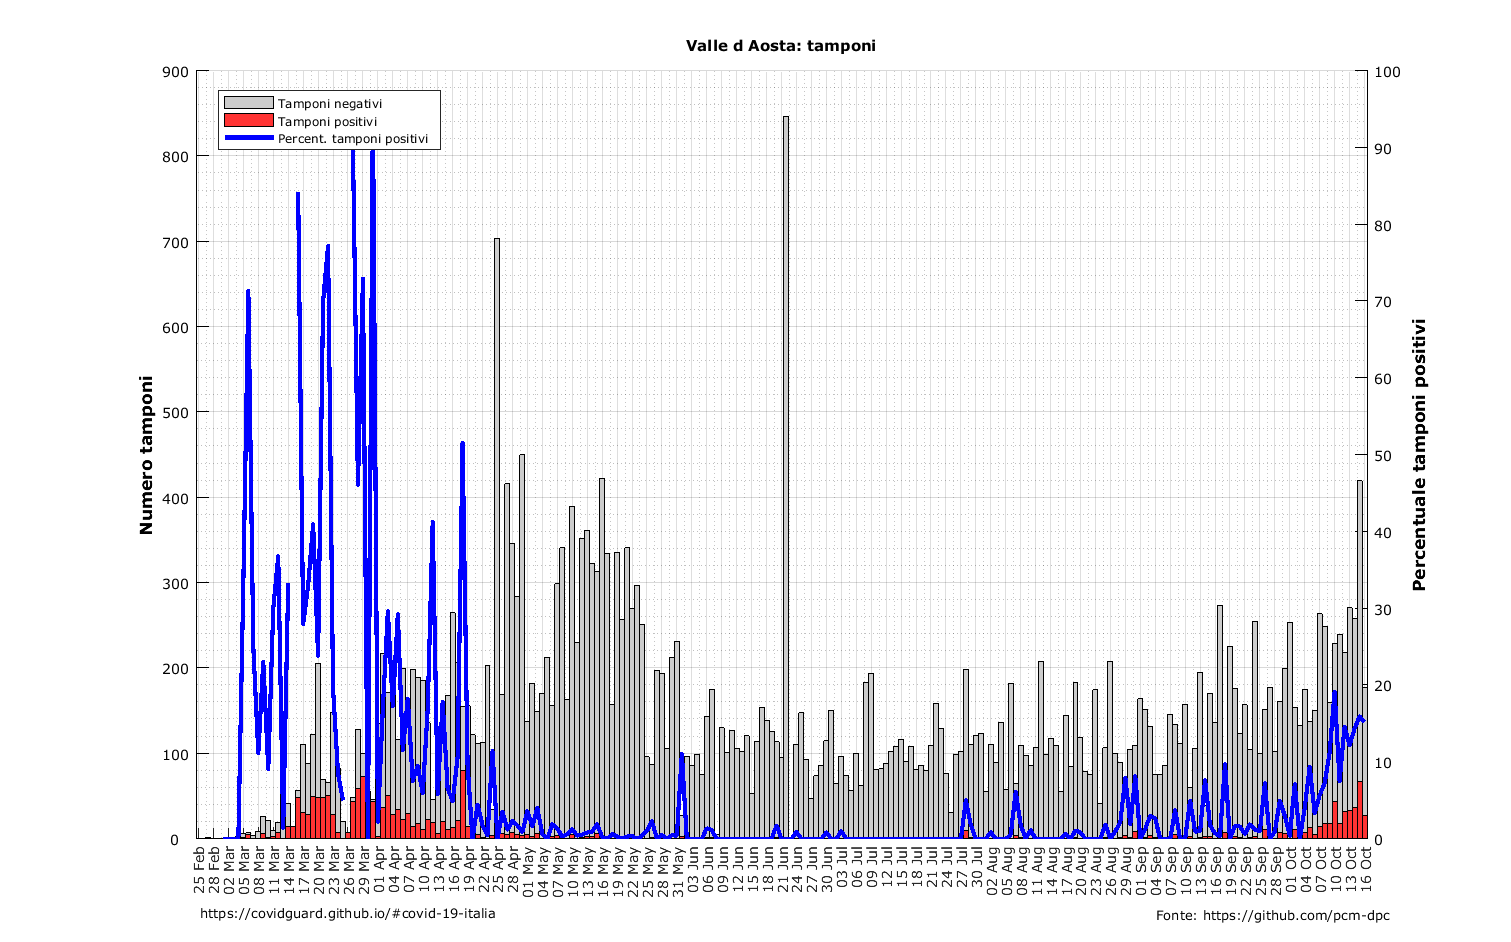 Valle d Aosta: tamponi
Tamponi negativi
Tamponi positivi
Percent. tamponi positivi
Numero tamponi
900
800
700
600
500
400
300
200
100
0
Percentuale tamponi positivi
100
90
80
70
60
50
40
30
20
10
0
25 Feb
28 Feb
02 Mar
05 Mar
08 Mar
11 Mar
14 Mar
17 Mar
20 Mar
23 Mar
26 Mar
29 Mar
01 Apr
04 Apr
07 Apr
10 Apr
13 Apr
16 Apr
19 Apr
22 Apr
25 Apr
28 Apr
01 May
04 May
07 May
10 May
13 May
16 May
19 May
22 May
25 May
28 May
31 May
03 Jun
06 Jun
09 Jun
12 Jun
15 Jun
18 Jun
21 Jun
24 Jun
27 Jun
30 Jun
03 Jul
06 Jul
09 Jul
12 Jul
15 Jul
18 Jul
21 Jul
24 Jul
27 Jul
30 Jul
02 Aug
05 Aug
08 Aug
11 Aug
14 Aug
17 Aug
20 Aug
23 Aug
26 Aug
29 Aug
01 Sep
04 Sep
07 Sep
10 Sep
13 Sep
16 Sep
19 Sep
22 Sep
25 Sep
28 Sep
01 Oct
04 Oct
07 Oct
10 Oct
13 Oct
16 Oct
https://covidguard.github.io/#covid-19-italia
Fonte: https://github.com/pcm-dpc